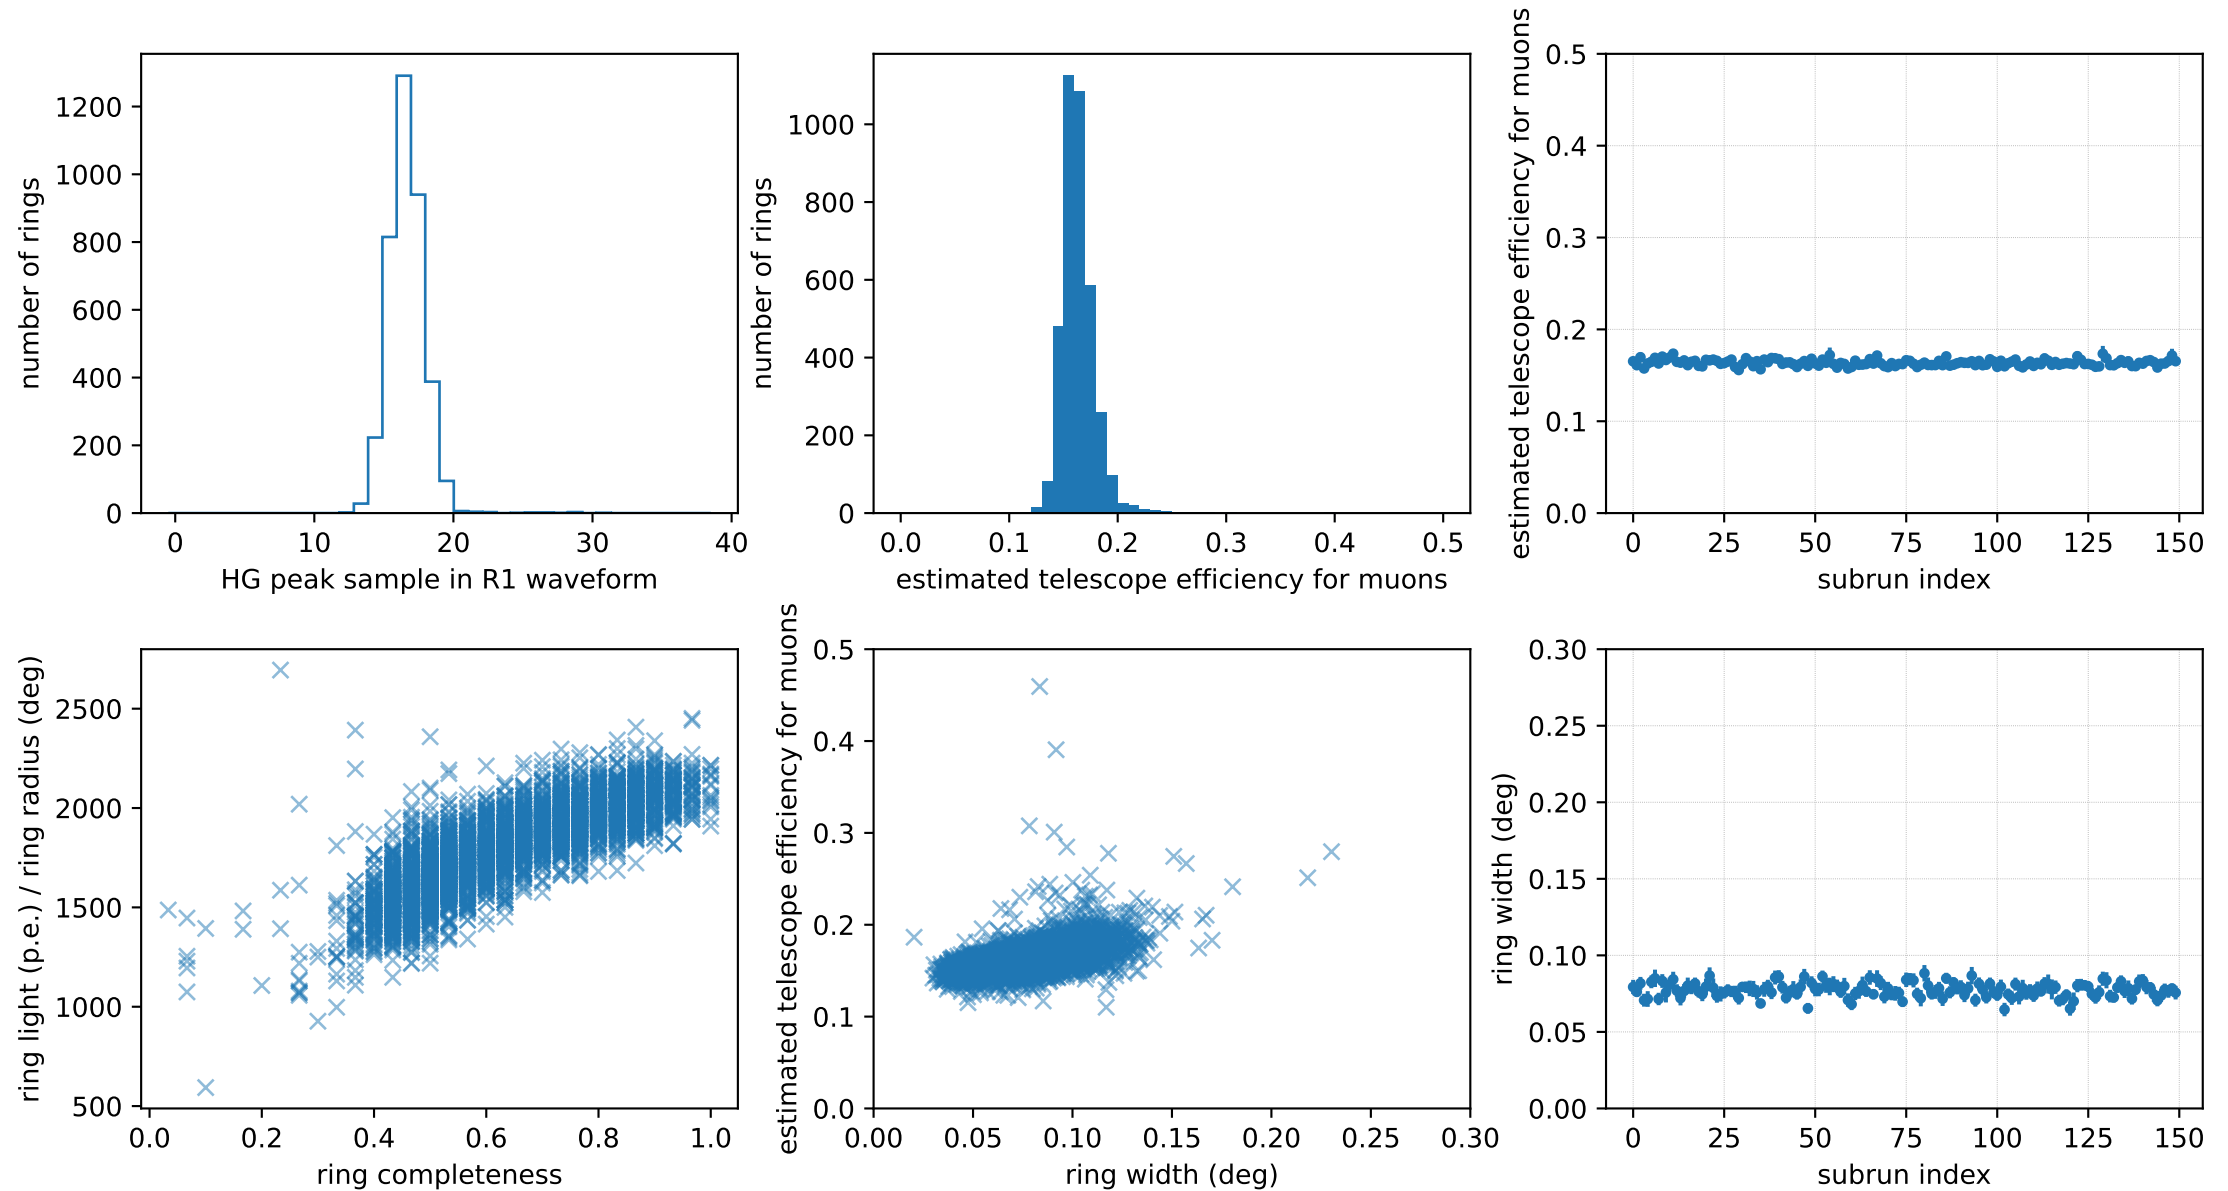 number of rings
1200
1000
800
600
400
200
0
0 10 20 30 40
HG peak sample in R1 waveform
number of rings
1000
800
600
400
200
0
0.0 0.1 0.2 0.3 0.4 0.5
estimated telescope efficiency for muons
estimated telescope efficiency for muons
0.5
0.4
0.3
0.2
0.1
0.0
0 25 50 75 100 125 150
subrun index
ring light (p.e.) / ring radius (deg)
2500
2000
1500
1000
500
0.0 0.2 0.4 0.6 0.8 1.0
ring completeness
estimated telescope efficiency for muons
0.5
0.4
0.3
0.2
0.1
0.0
0.00 0.05 0.10 0.15 0.20 0.25 0.30
ring width (deg)
ring width (deg)
0.30
0.25
0.20
0.15
0.10
0.05
0.00
0 25 50 75 100 125 150
subrun index